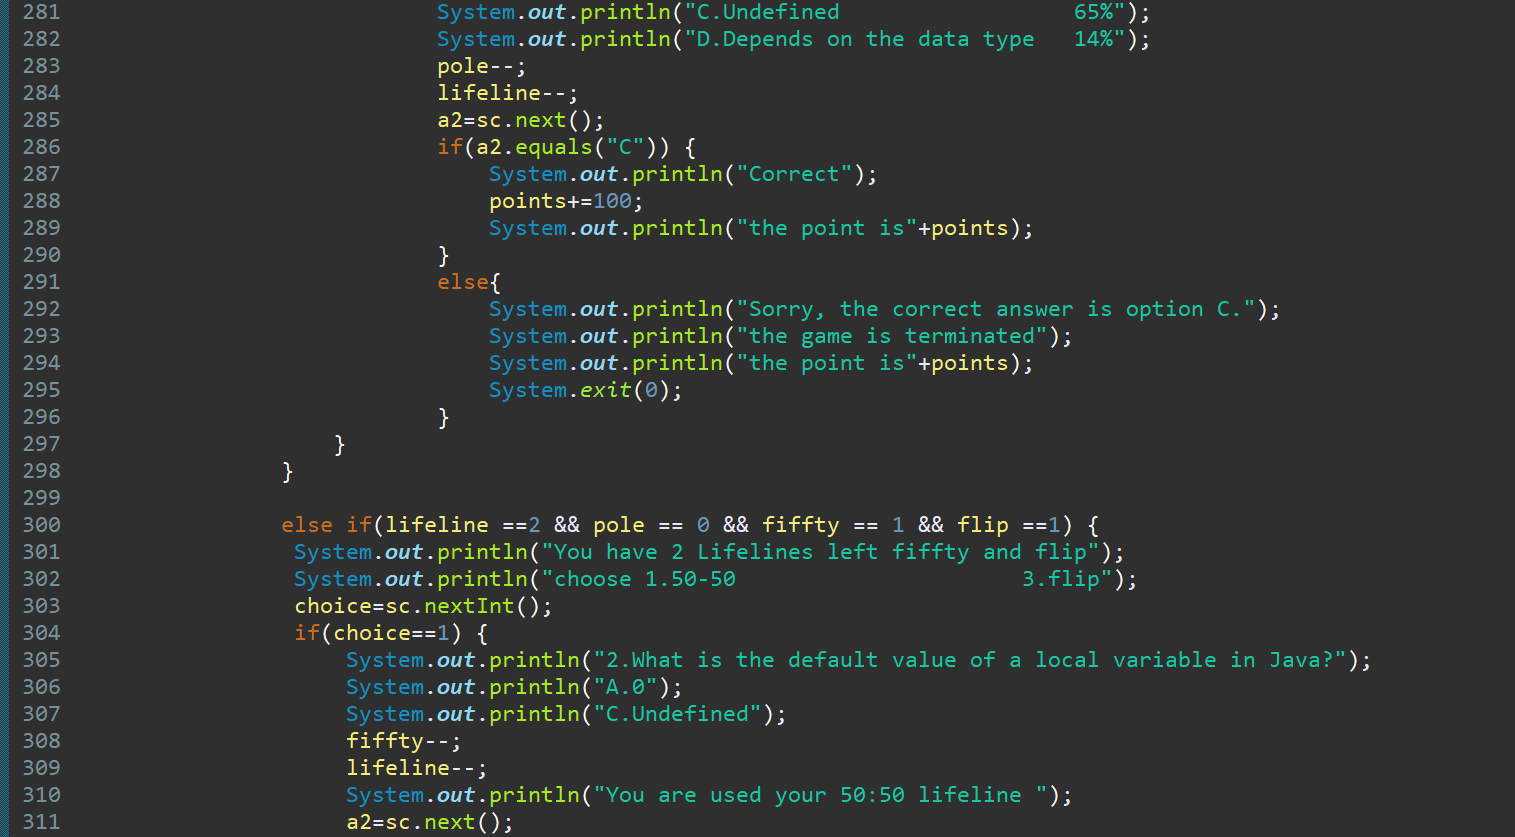 281 System.out.println("C.Undefined                  65%");
282 System.out.println("D.Depends on the data type   14%");
283 pole--;
284 lifeline--;
285 a2=sc.next();
286 if(a2.equals("C")) {
287 System.out.println("Correct");
288 points+=100;
289 System.out.println("the point is"+points);
290 }
291 else{
292 System.out.println("Sorry, the correct answer is option C.");
293 System.out.println("the game is terminated");
294 System.out.println("the point is"+points);
295 System.exit(0);
296 }
297 }
298 }
299
300 else if(lifeline ==2 && pole == 0 && fiffty == 1 && flip ==1) {
301 System.out.println("You have 2 Lifelines left fiffty and flip");
302 System.out.println("choose 1.50-50                      3.flip");
303 choice=sc.nextInt();
304 if(choice==1) {
305 System.out.println("2.What is the default value of a local variable in Java?");
306 System.out.println("A.0");
307 System.out.println("C.Undefined");
308 fiffty--;
309 lifeline--;
310 System.out.println("You are used your 50:50 lifeline ");
311 a2=sc.next();